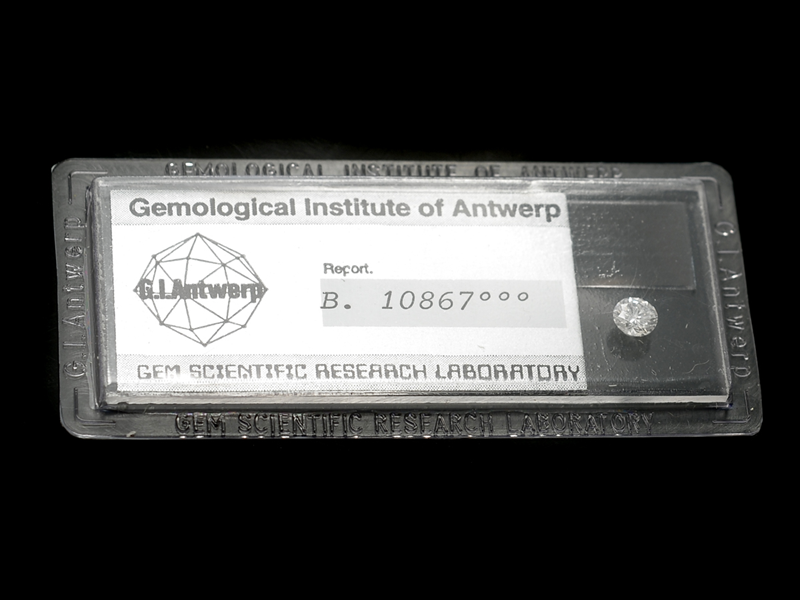 GEMOLOGICAL INSTITUTE OF ANTWERP
Gemological Institute of Antwerp
G.I.Antwerp
Report.
B. 10867°°°
GEM SCIENTIFIC RESEARCH LABORATORY
GEM SCIENTIFIC RESEARCH LABORATORY
G.I.Antwerp
G.I.Antwerp